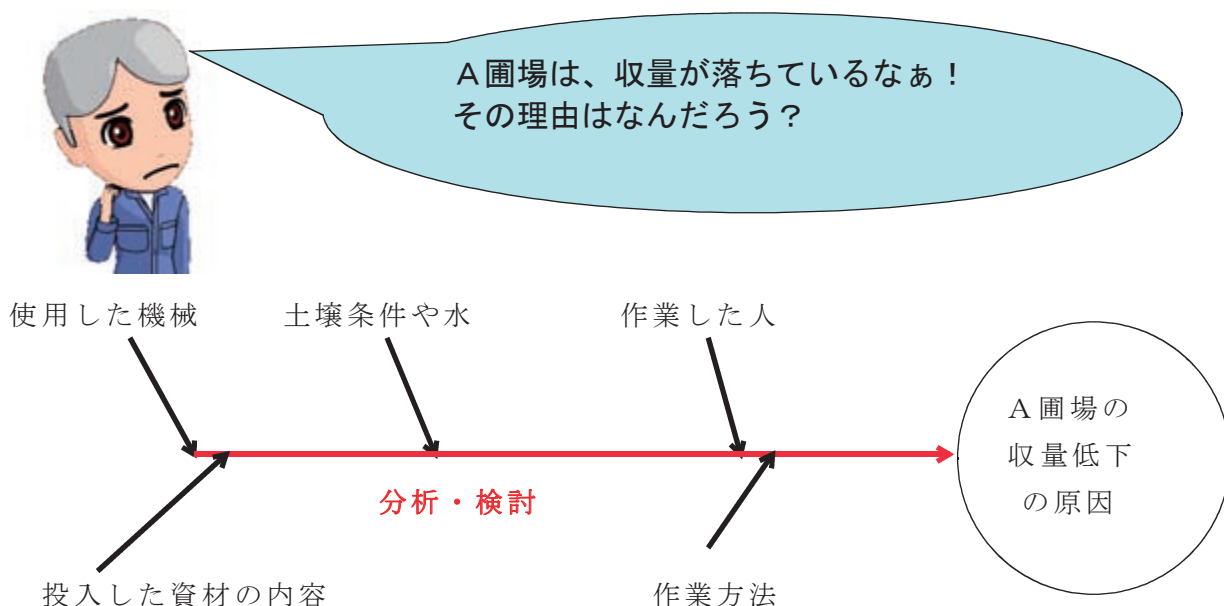 A圃場は、収量が落ちているなぁ！
その理由はなんだろう？
使用した機械
土壌条件や水
作業した人
A圃場の
収量低下
の原因
分析・検討
投入した資材の内容
作業方法